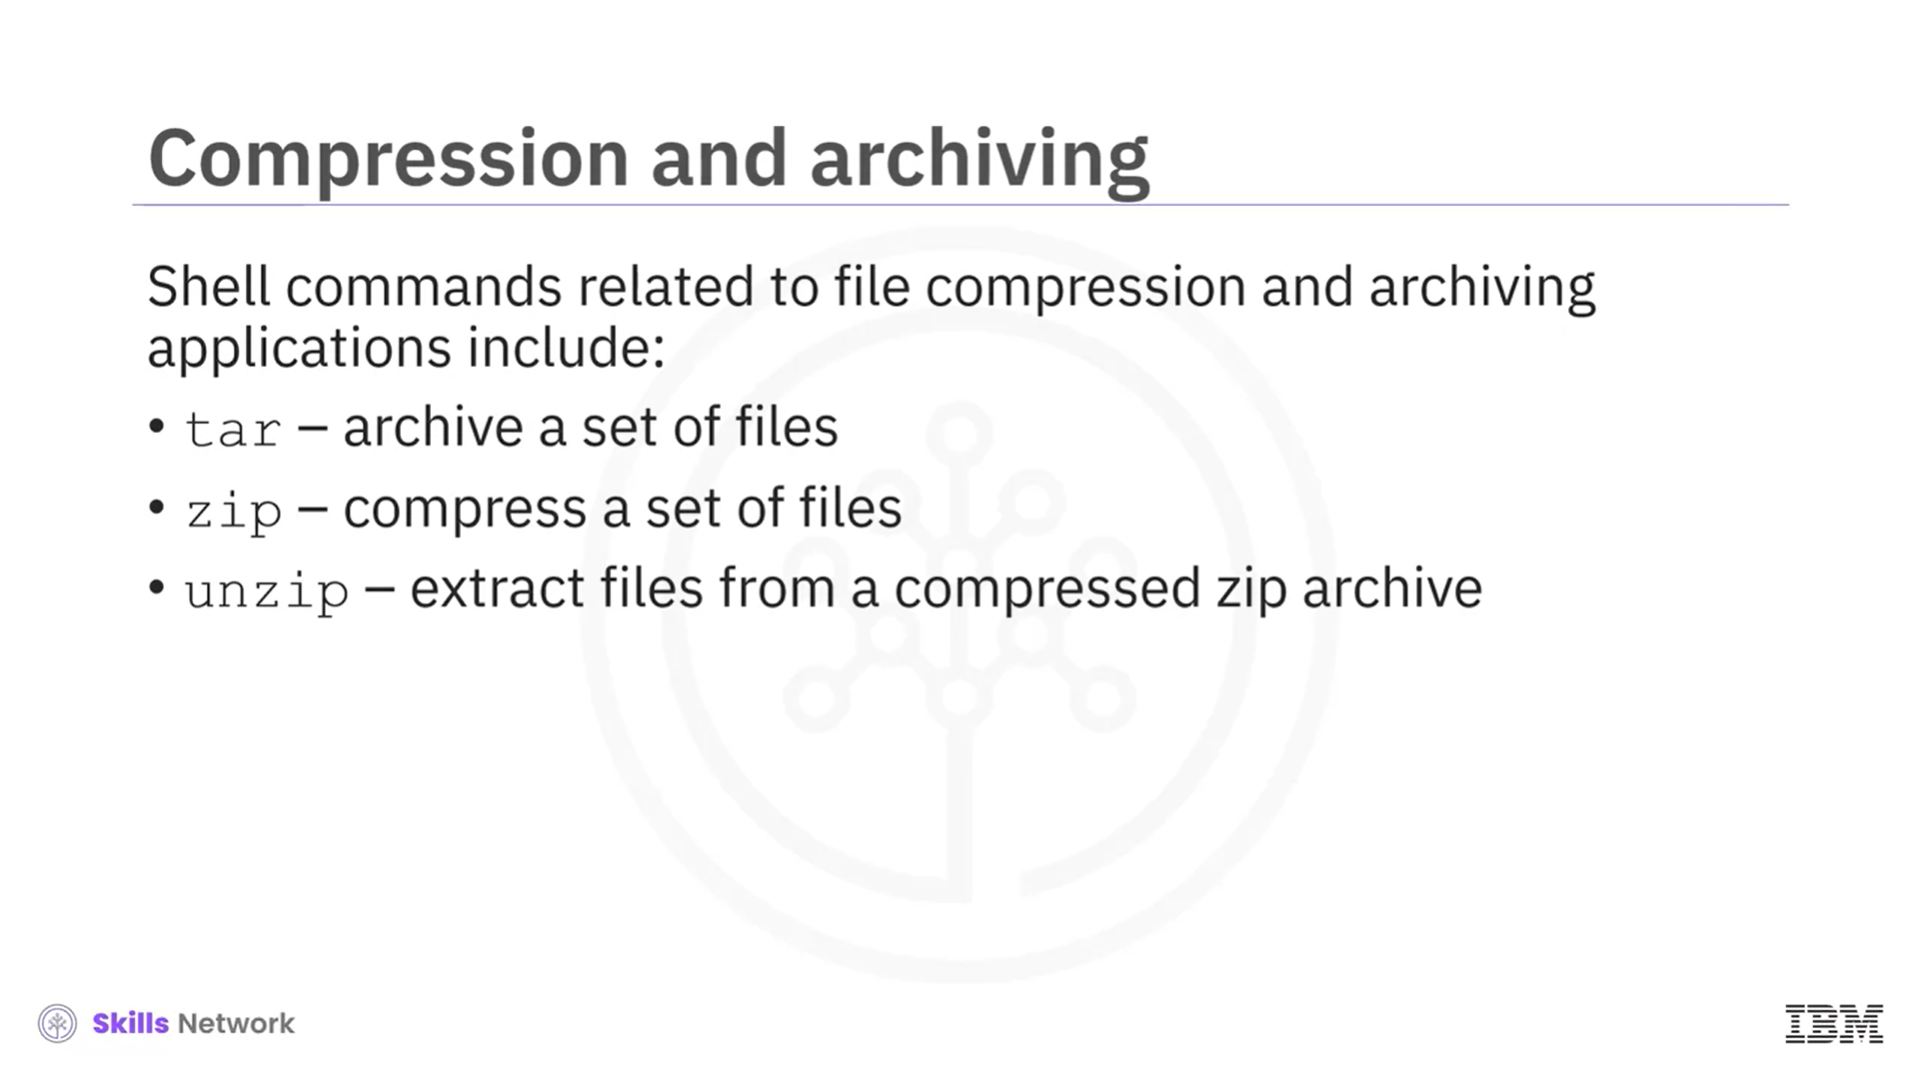 Compression and archiving
Shell commands related to file compression and archiving
applications include:
• tar – archive a set of files
• zip – compress a set of files
• unzip – extract files from a compressed zip archive
Skills Network
IBM